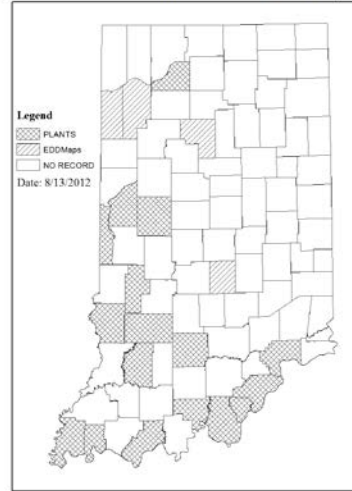 Legend
PLANTS
EDDMapS
NO RECORD
Date: 8/13/2012